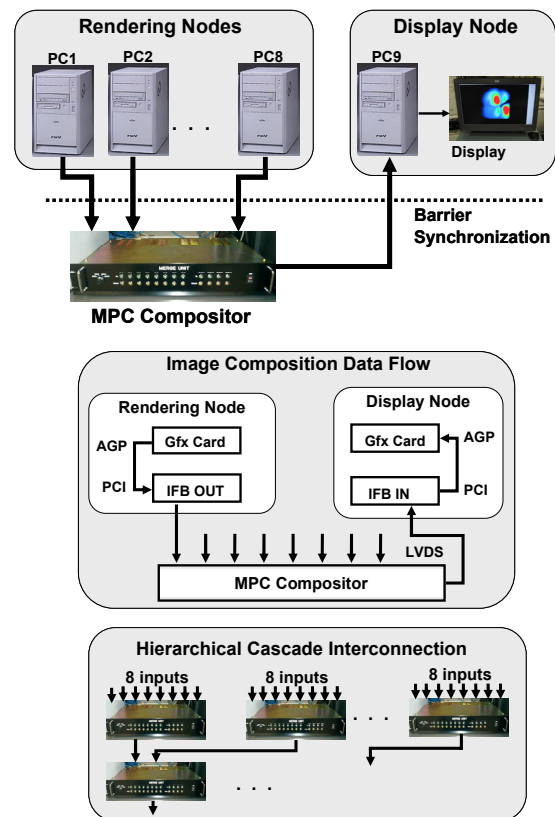 Rendering Nodes
PC1
PC2
PC8
. . .
Display Node
PC9
Display
Barrier
Synchronization
MERGE UNIT
MPC Compositor
Image Composition Data Flow
Rendering Node
Gfx Card
AGP
PCI
IFB OUT
Display Node
Gfx Card
AGP
PCI
IFB IN
LVDS
MPC Compositor
Hierarchical Cascade Interconnection
8 inputs
8 inputs
8 inputs
. . .
. . .